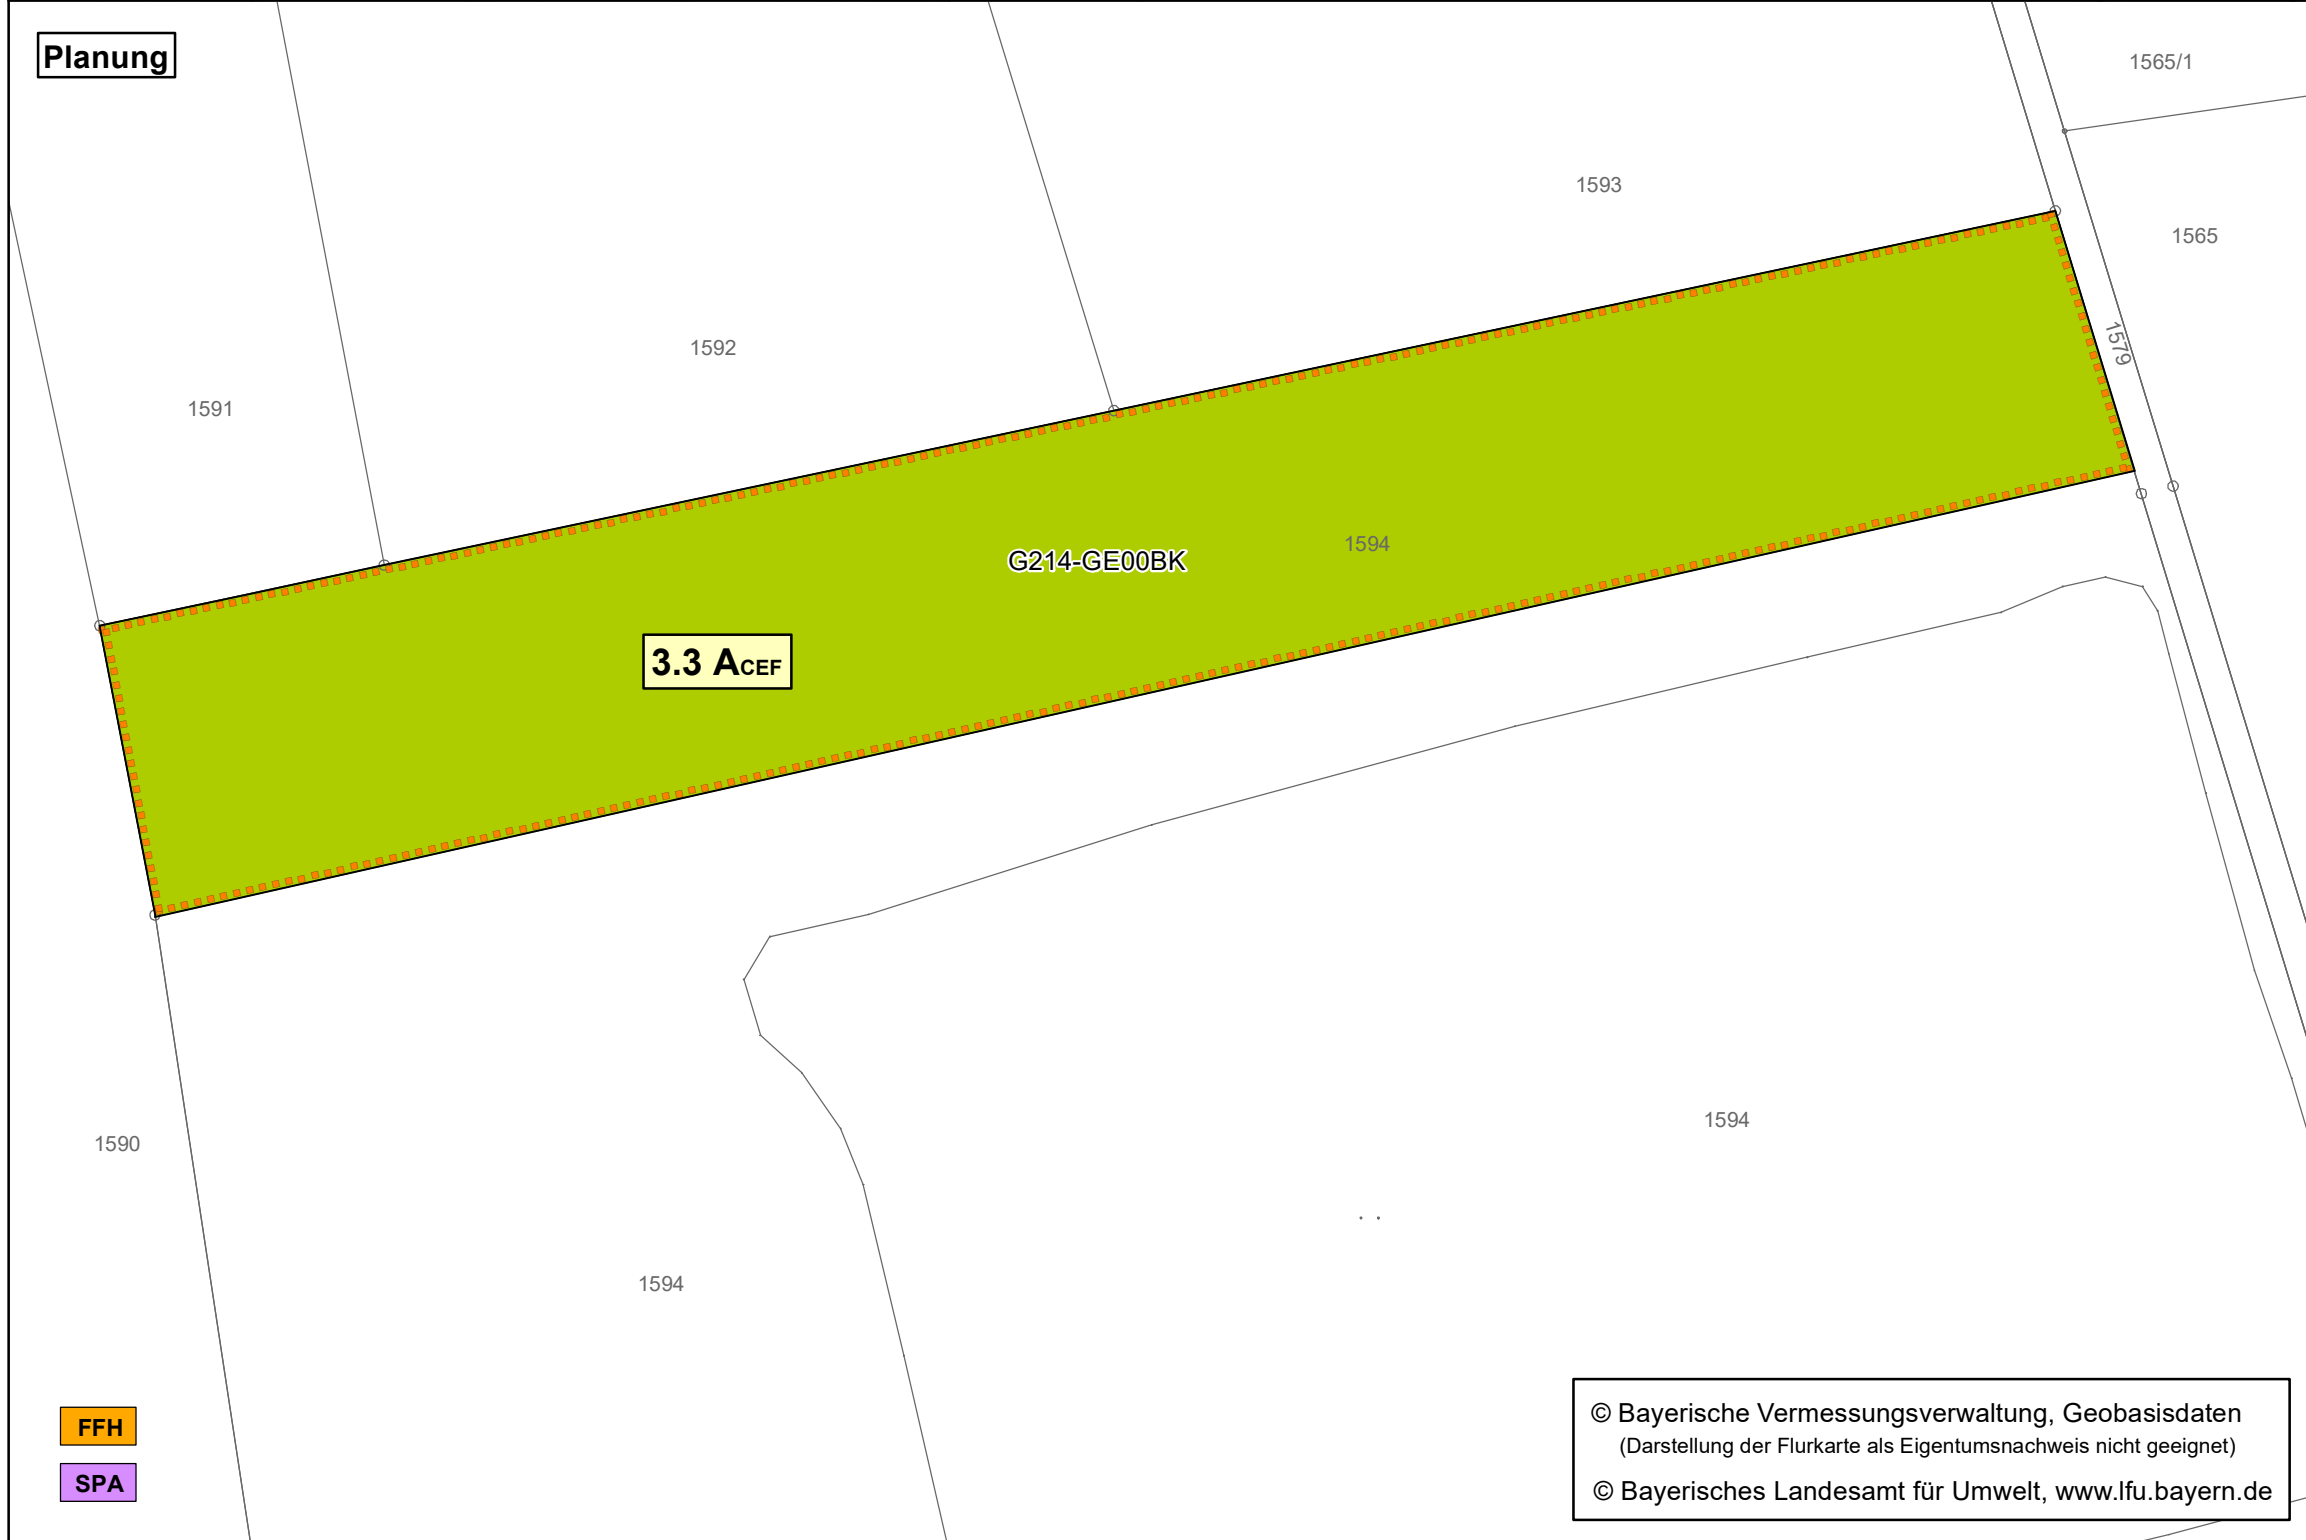 Planung
1565/1
1593
1565
1579
1592
1591
1594
G214-GE00BK
3.3 ACEF
1594
1590
1594
FFH
SPA
© Bayerische Vermessungsverwaltung, Geobasisdaten
(Darstellung der Flurkarte als Eigentumsnachweis nicht geeignet)
© Bayerisches Landesamt für Umwelt, www.lfu.bayern.de